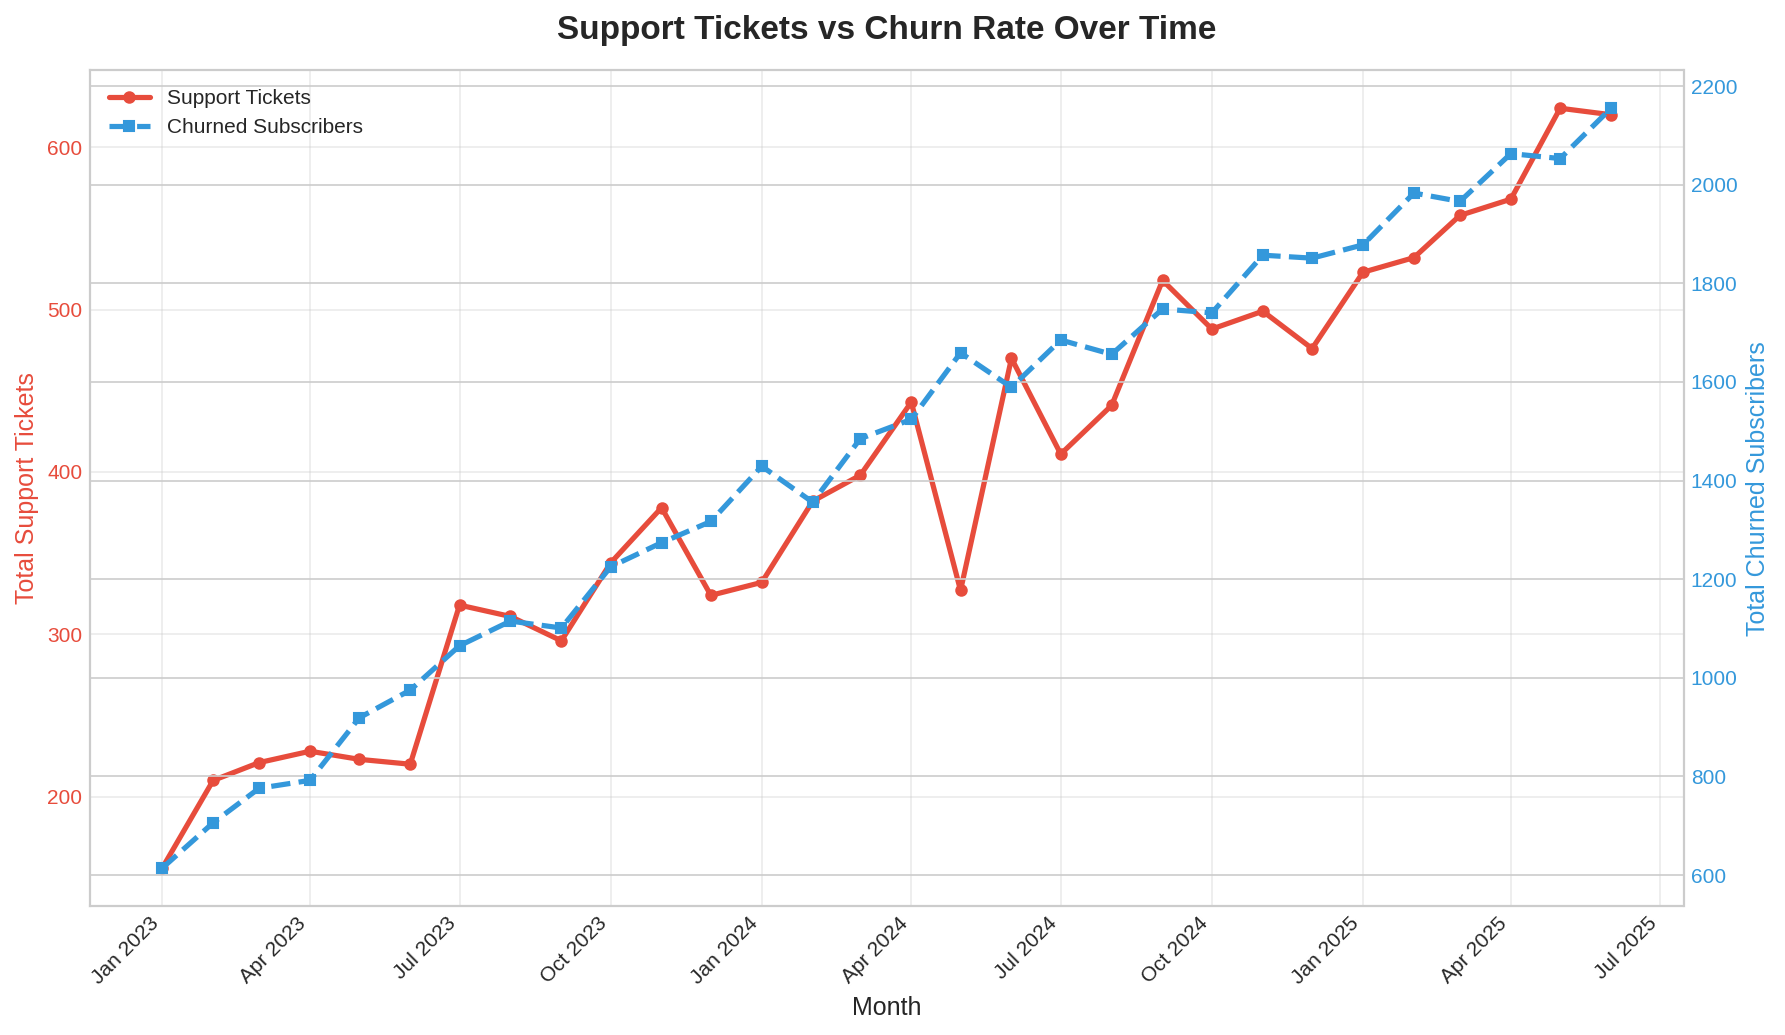 Support Tickets vs Churn Rate Over Time
Support Tickets
Churned Subscribers
Total Support Tickets
600
500
400
300
200
Total Churned Subscribers
2200
2000
1800
1600
1400
1200
1000
800
600
Jan 2023
Apr 2023
Jul 2023
Oct 2023
Jan 2024
Apr 2024
Jul 2024
Oct 2024
Jan 2025
Apr 2025
Jul 2025
Month